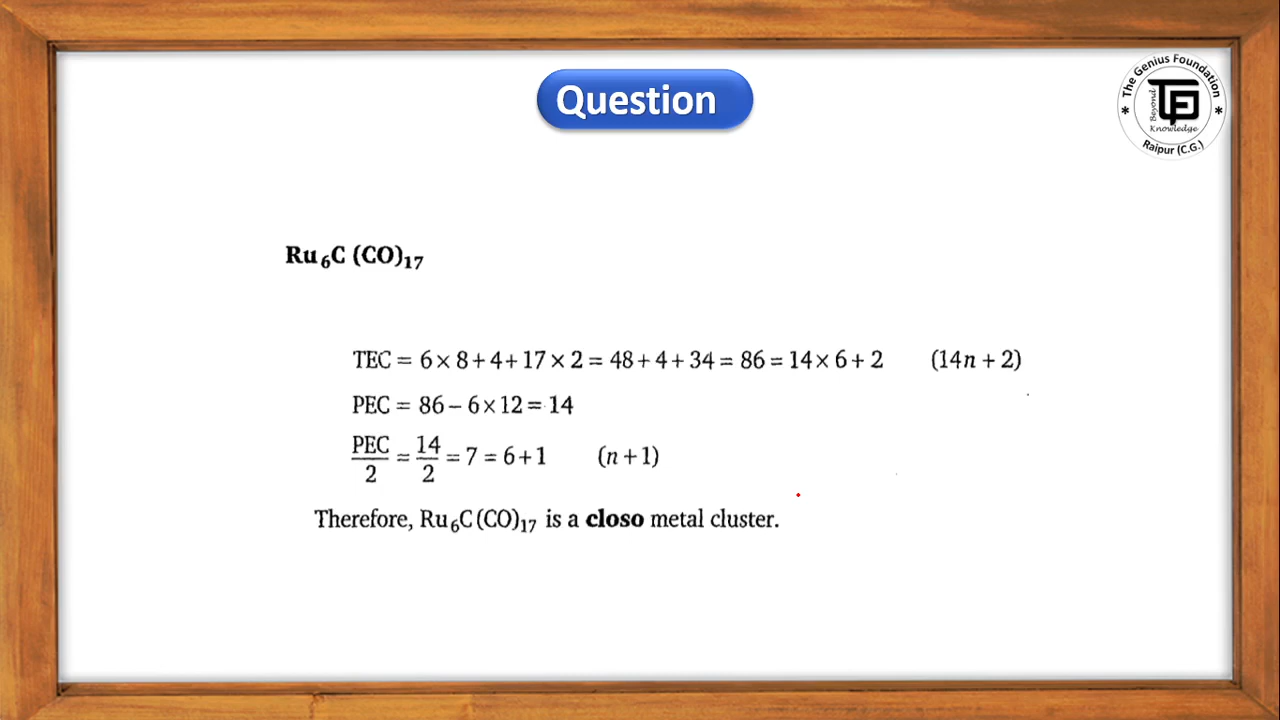 Question
The Genius Foundation
Beyond
Knowledge
Raipur (C.G.)
Ru₆C (CO)₁₇
TEC = 6 × 8 + 4 + 17 × 2 = 48 + 4 + 34 = 86 = 14 × 6 + 2 (14n + 2)
PEC = 86 – 6 × 12 = 14
PEC/2 = 14/2 = 7 = 6 + 1 (n + 1)
Therefore, Ru₆C (CO)₁₇ is a closo metal cluster.